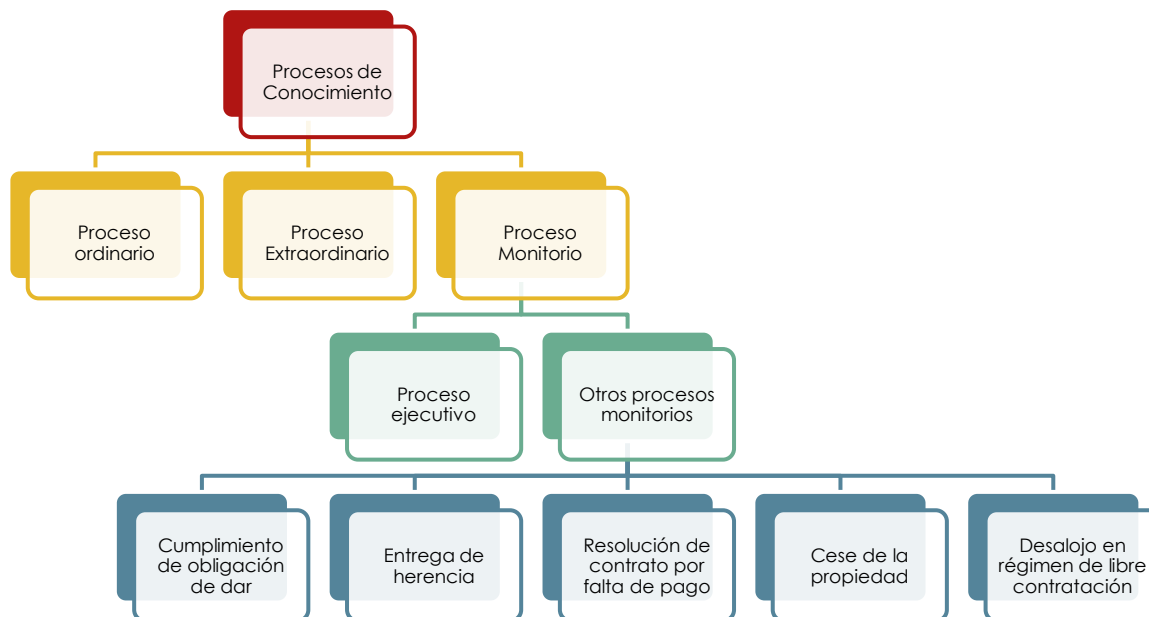 Procesos de
Conocimiento
Proceso
ordinario
Proceso
Extraordinario
Proceso
Monitorio
Proceso
ejecutivo
Otros procesos
monitorios
Cumplimiento
de obligación
de dar
Entrega de
herencia
Resolución de
contrato por
falta de pago
Cese de la
propiedad
Desalojo en
régimen de libre
contratación